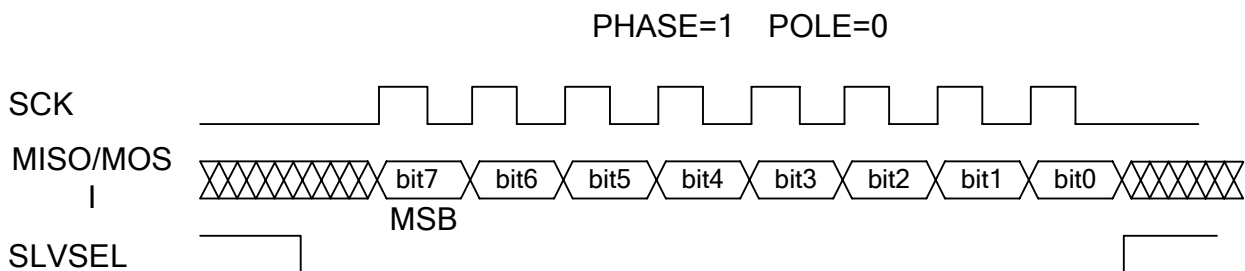 PHASE=1 POLE=0
SCK
MISO/MOS
I
bit7 bit6 bit5 bit4 bit3 bit2 bit1 bit0
MSB
SLVSEL